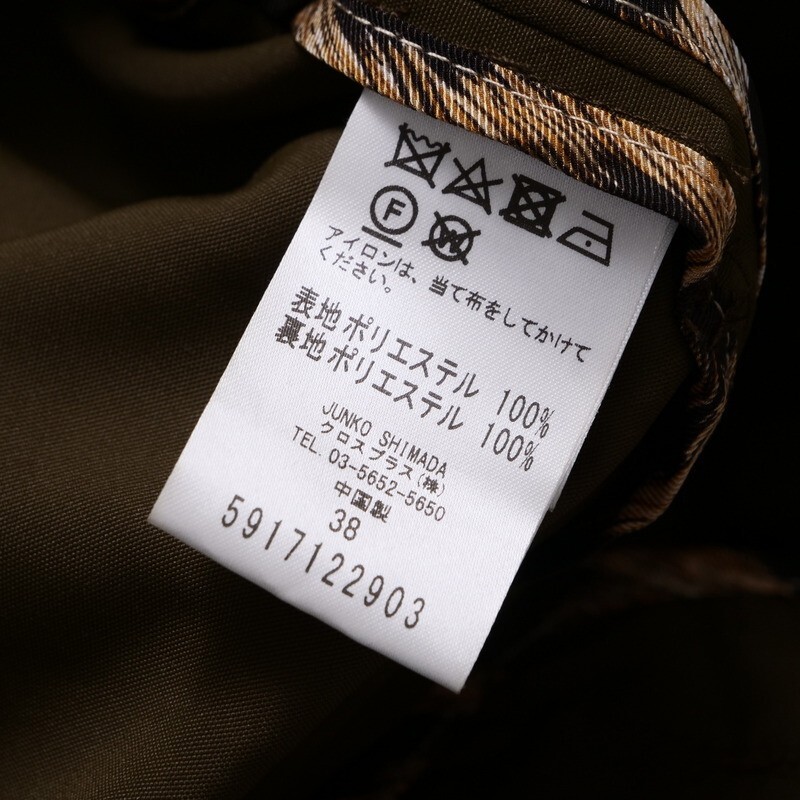 F
W
アイロンは、当て布をしてかけて
ください。
表地 ポリエステル 100%
裏地 ポリエステル 100%
JUNKO SHIMADA
クロスプラス(株)
TEL. 03-5652-5650
中国製
38
5917122903